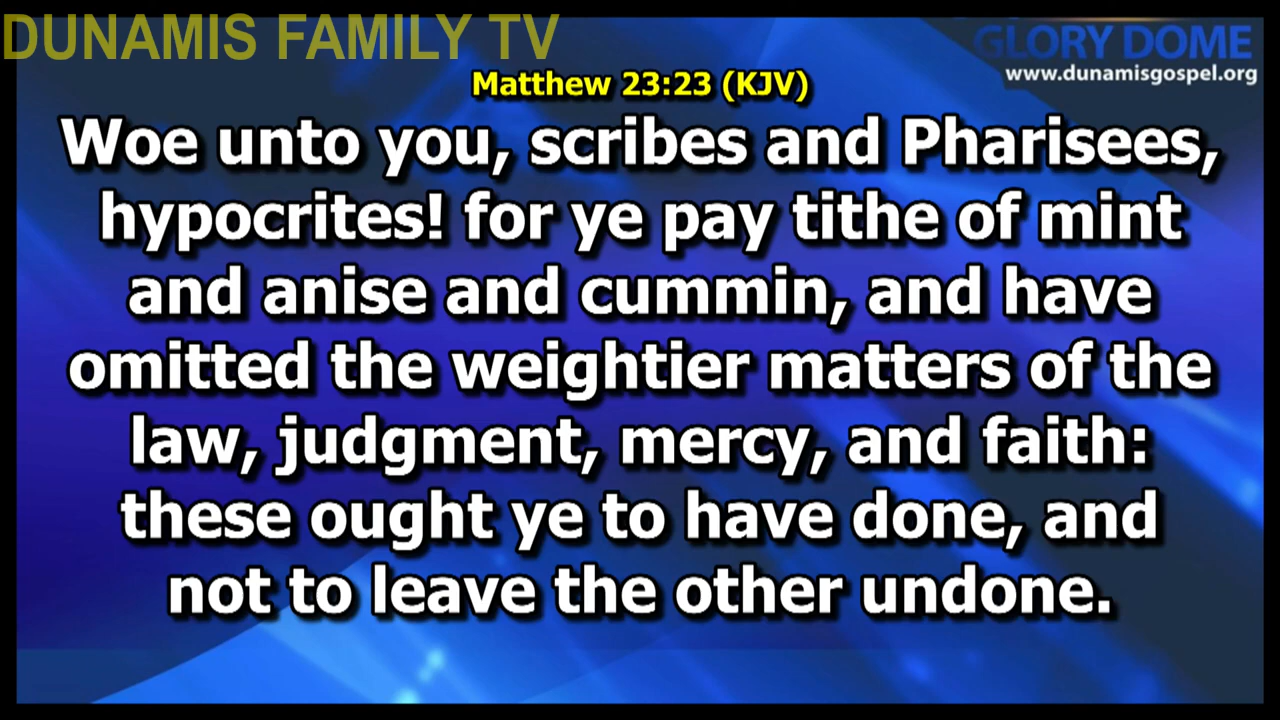 DUNAMIS FAMILY TV
GLORY DOME
www.dunamisgospel.org
Matthew 23:23 (KJV)
Woe unto you, scribes and Pharisees,
hypocrites! for ye pay tithe of mint
and anise and cummin, and have
omitted the weightier matters of the
law, judgment, mercy, and faith:
these ought ye to have done, and
not to leave the other undone.